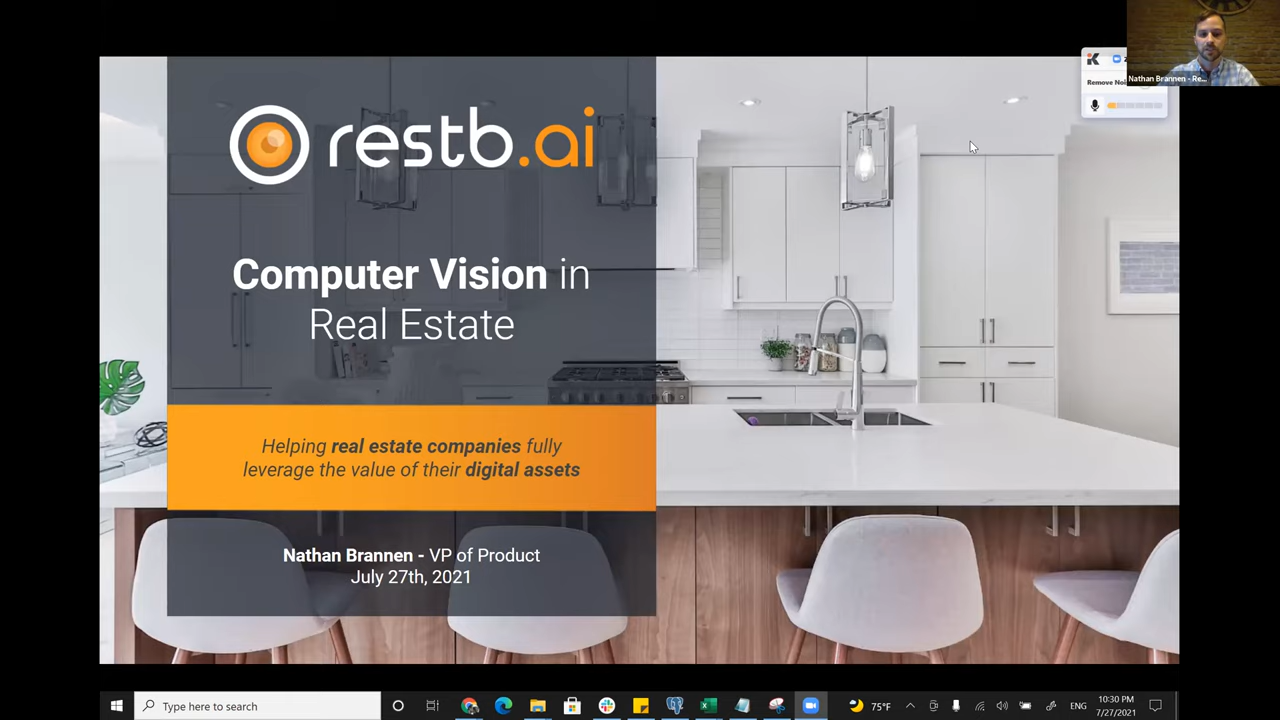 restb.ai
Computer Vision in
Real Estate
Helping real estate companies fully
leverage the value of their digital assets
Nathan Brannen - VP of Product
July 27th, 2021
Nathan Brannen - Re...
Type here to search
75°F
ENG
10:30 PM
7/27/2021